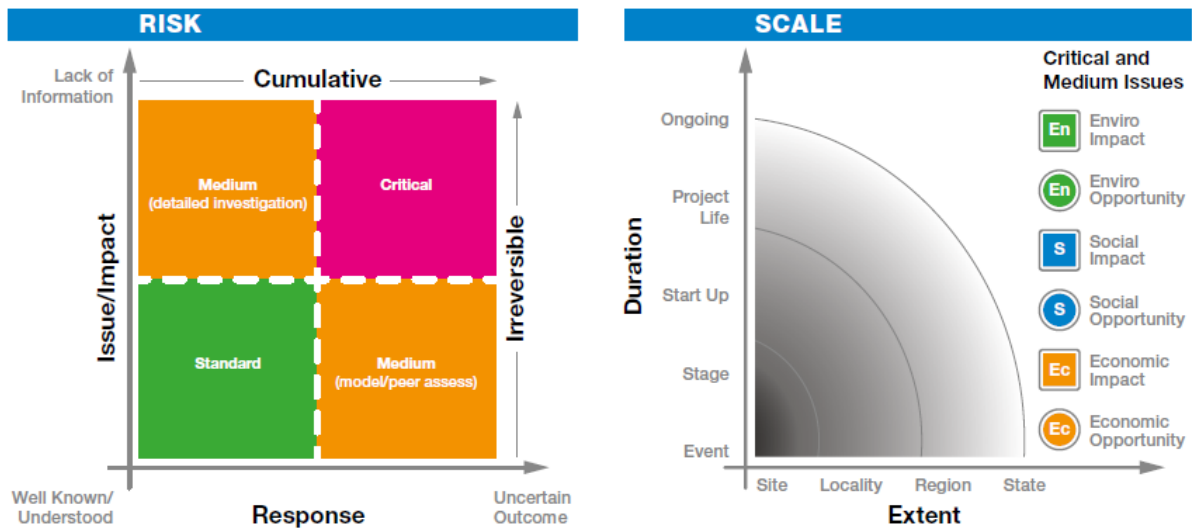 RISK
Lack of
Information
Cumulative
Medium
(detailed investigation)
Critical
Issue/Impact
Irreversible
Standard
Medium
(model/peer assess)
Well Known/
Understood
Response
Uncertain
Outcome
SCALE
Critical and
Medium Issues
Ongoing
Project
Life
Duration
Start Up
Stage
Event
Site
Locality
Region
State
Extent
En
Enviro
Impact
En
Enviro
Opportunity
S
Social
Impact
S
Social
Opportunity
Ec
Economic
Impact
Ec
Economic
Opportunity